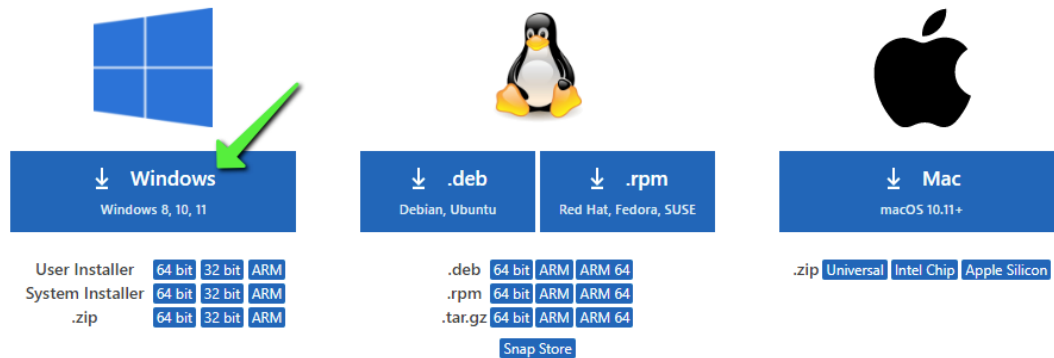 Windows
Windows 8, 10, 11
User Installer 64 bit 32 bit ARM
System Installer 64 bit 32 bit ARM
.zip 64 bit 32 bit ARM
.deb
Debian, Ubuntu
.rpm
Red Hat, Fedora, SUSE
.deb 64 bit ARM ARM 64
.rpm 64 bit ARM ARM 64
.tar.gz 64 bit ARM ARM 64
Snap Store
Mac
macOS 10.11+
.zip Universal Intel Chip Apple Silicon